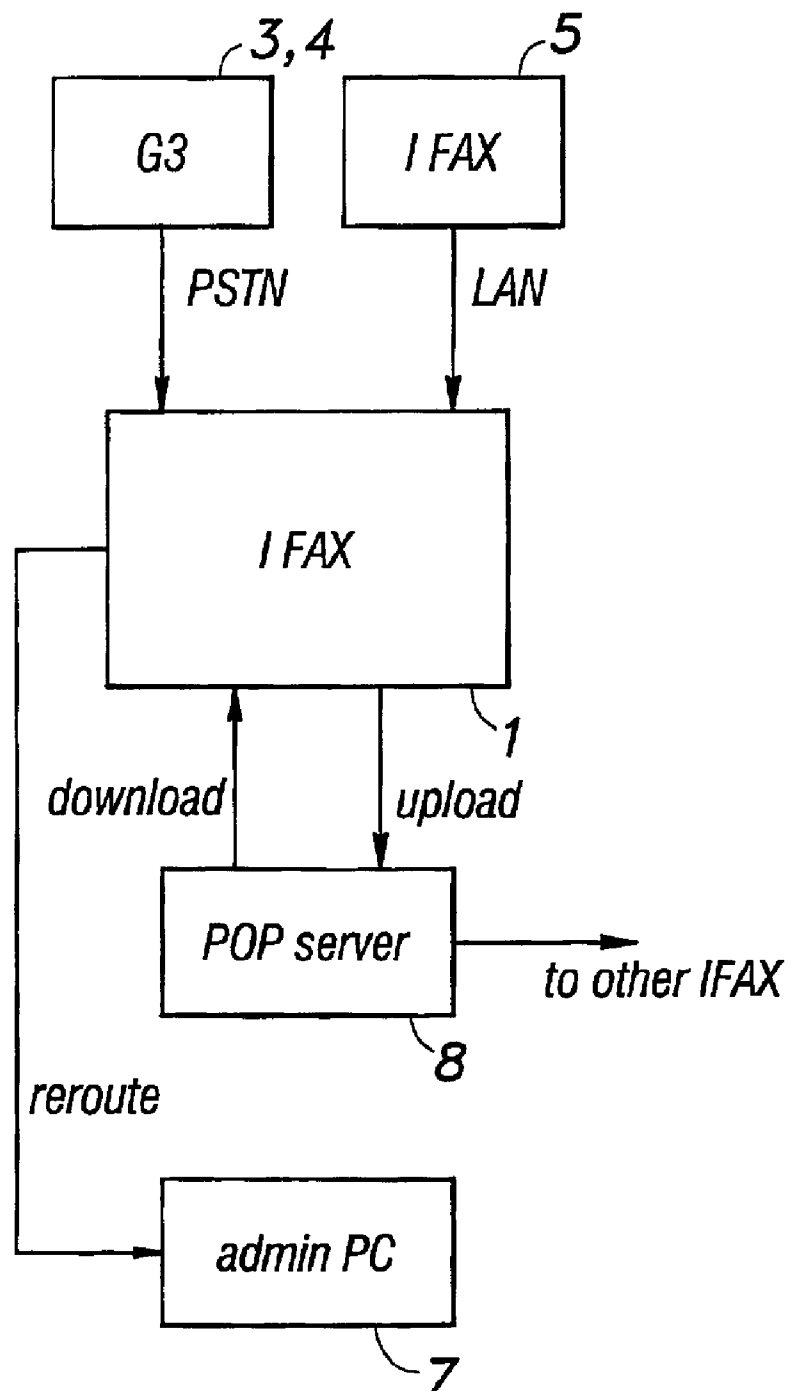 3, 4
5
G3
I FAX
PSTN
LAN
I FAX
1
download
upload
POP server
to other IFAX
8
reroute
admin PC
7